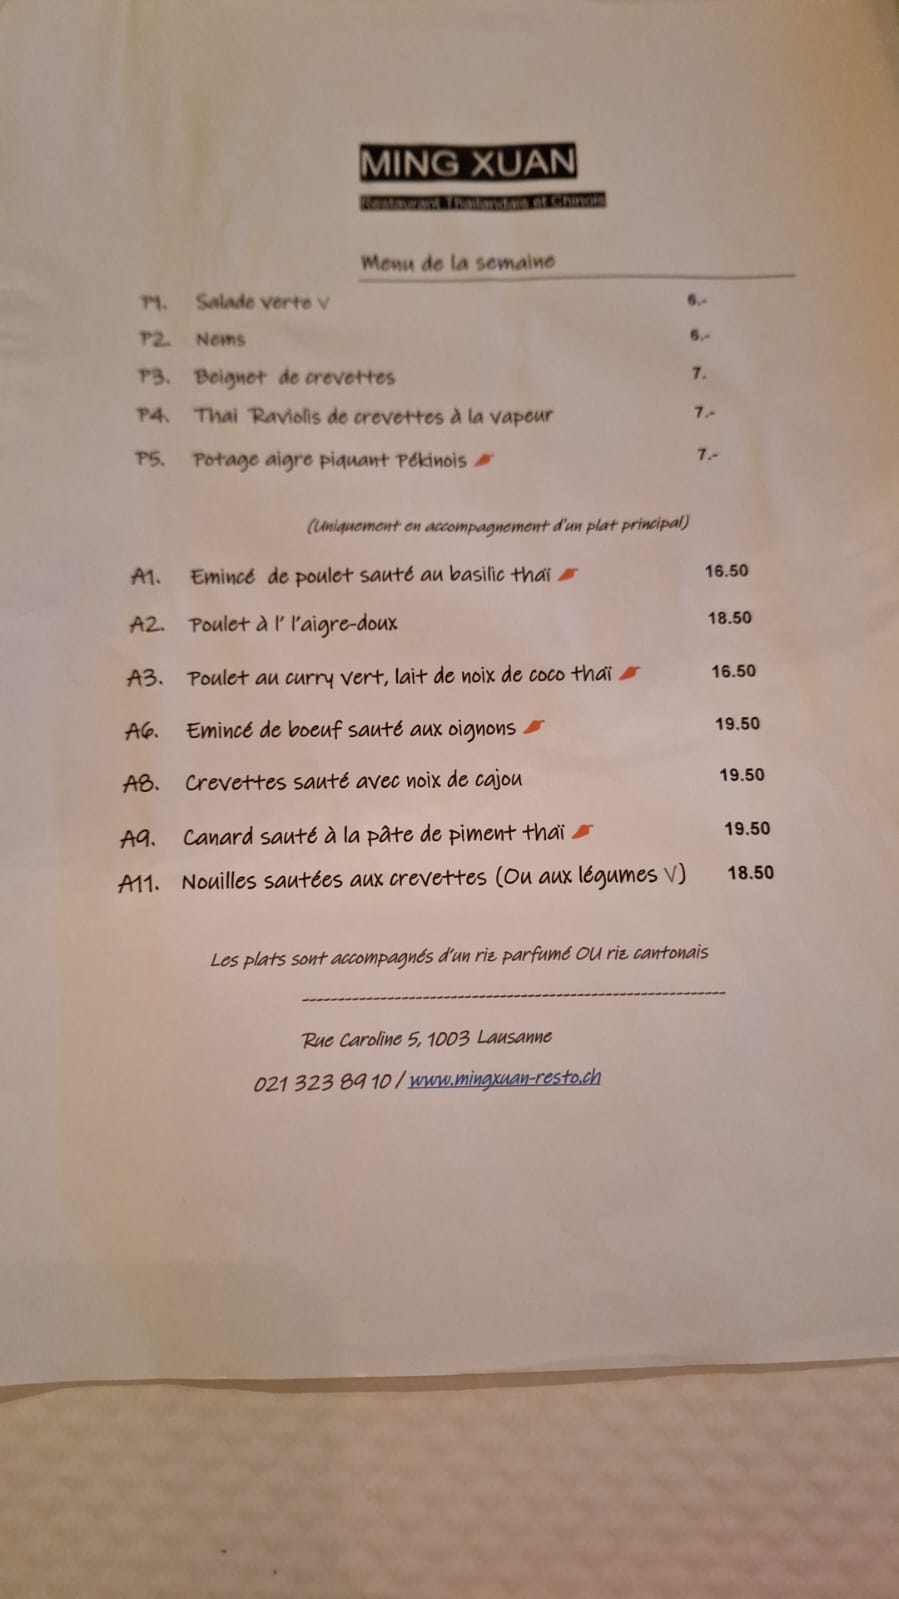 MING XUAN
Restaurant Thailandais et Chinois
Menu de la semaine
P1. Salade verte V 6.-
P2. Nems 6.-
P3. Beignet de crevettes 7.
P4. Thai Raviolis de crevettes à la vapeur 7.-
P5. Potage aigre piquant Pékinois 7.-
(Uniquement en accompagnement d'un plat principal)
A1. Emincé de poulet sauté au basilic thaï 16.50
A2. Poulet à l' l'aigre-doux 18.50
A3. Poulet au curry vert, lait de noix de coco thaï 16.50
A6. Emincé de boeuf sauté aux oignons 19.50
A8. Crevettes sauté avec noix de cajou 19.50
A9. Canard sauté à la pâte de piment thaï 19.50
A11. Nouilles sautées aux crevettes (Ou aux légumes V) 18.50
Les plats sont accompagnés d'un riz parfumé OU riz cantonais
Rue Caroline 5, 1003 Lausanne
021 323 89 10 / www.mingxuan-resto.ch